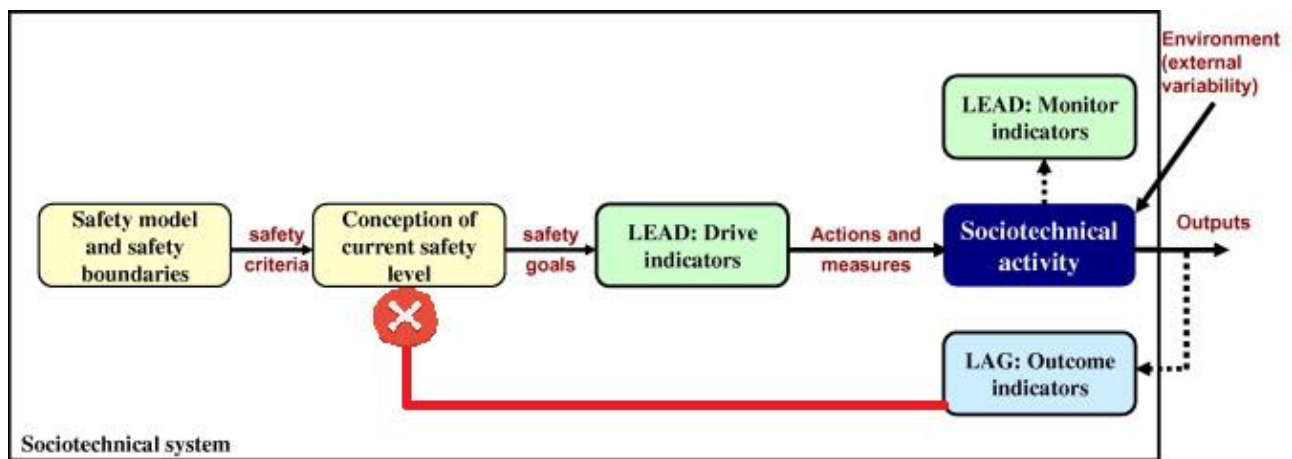 Environment
(external
variability)
LEAD: Monitor
indicators
Safety model
and safety
boundaries
safety
criteria
Conception of
current safety
level
safety
goals
LEAD: Drive
indicators
Actions and
measures
Sociotechnical
activity
Outputs
LAG: Outcome
indicators
Sociotechnical system